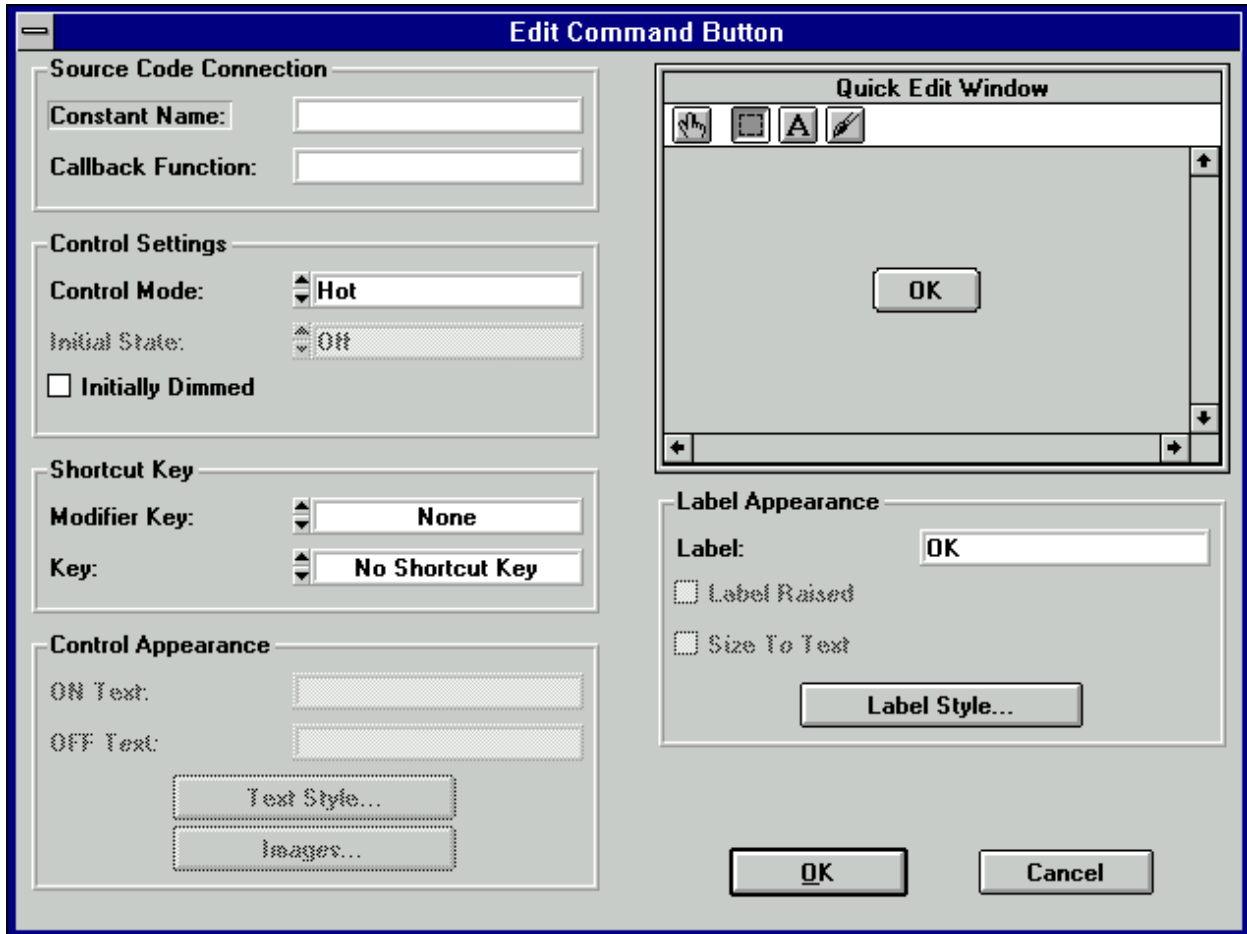 Edit Command Button
Source Code Connection
Constant Name:
Callback Function:
Control Settings
Control Mode: Hot
Initial State: Off
Initially Dimmed
Shortcut Key
Modifier Key: None
Key: No Shortcut Key
Control Appearance
ON Text:
OFF Text:
Text Style...
Images...
Quick Edit Window
A
OK
Label Appearance
Label: OK
Label Raised
Size To Text
Label Style...
OK Cancel